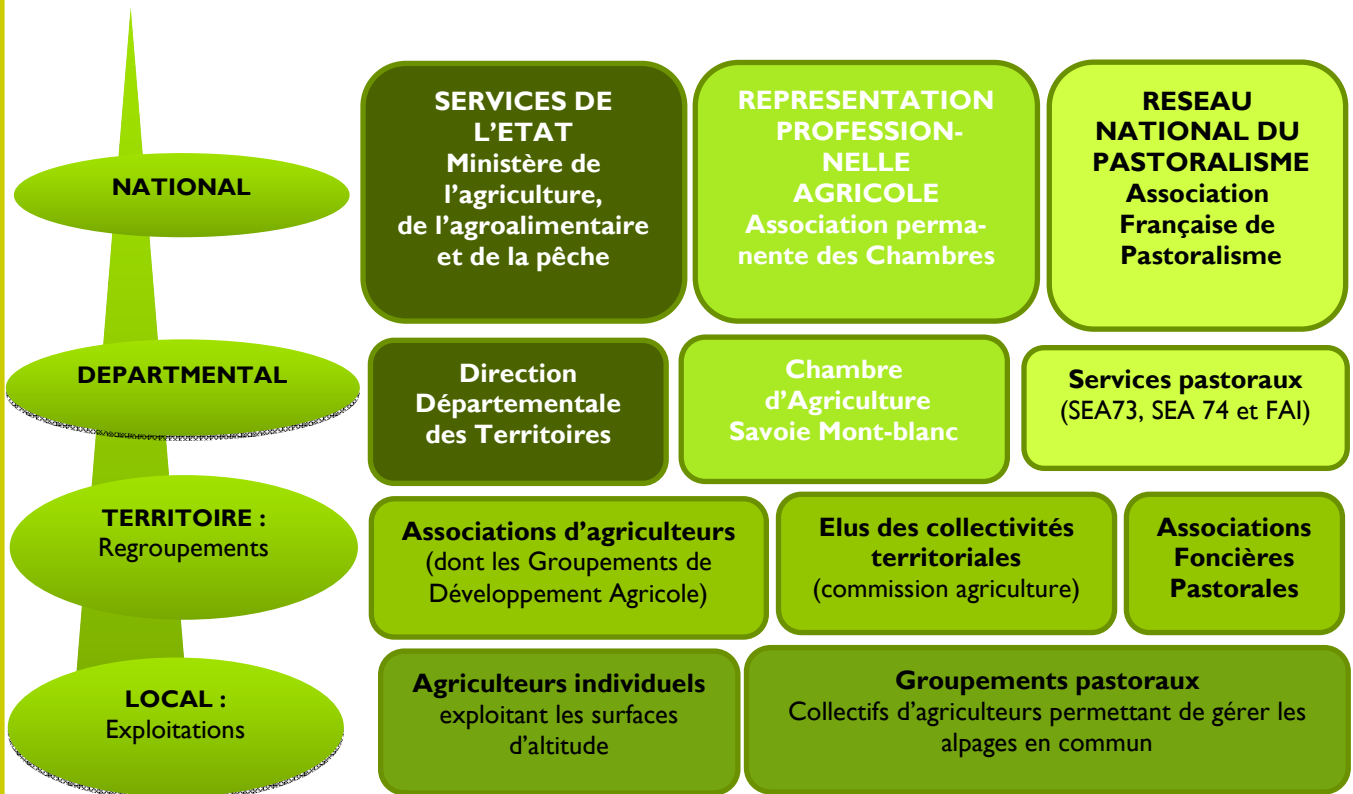 NATIONAL
SERVICES DE
L’ETAT
Ministère de
l’agriculture,
de l’agroalimentaire
et de la pêche
REPRESENTATION
PROFESSION-
NELLE
AGRICOLE
Association perma-
nente des Chambres
RESEAU
NATIONAL DU
PASTORALISME
Association
Française de
Pastoralisme
DEPARTMENTAL
Direction
Départementale
des Territoires
Chambre
d’Agriculture
Savoie Mont-blanc
Services pastoraux
(SEA73, SEA 74 et FAI)
TERRITOIRE :
Regroupements
Associations d’agriculteurs
(dont les Groupements de
Développement Agricole)
Elus des collectivités
territoriales
(commission agriculture)
Associations
Foncières
Pastorales
LOCAL :
Exploitations
Agriculteurs individuels
exploitant les surfaces
d’altitude
Groupements pastoraux
Collectifs d’agriculteurs permettant de gérer les
alpages en commun